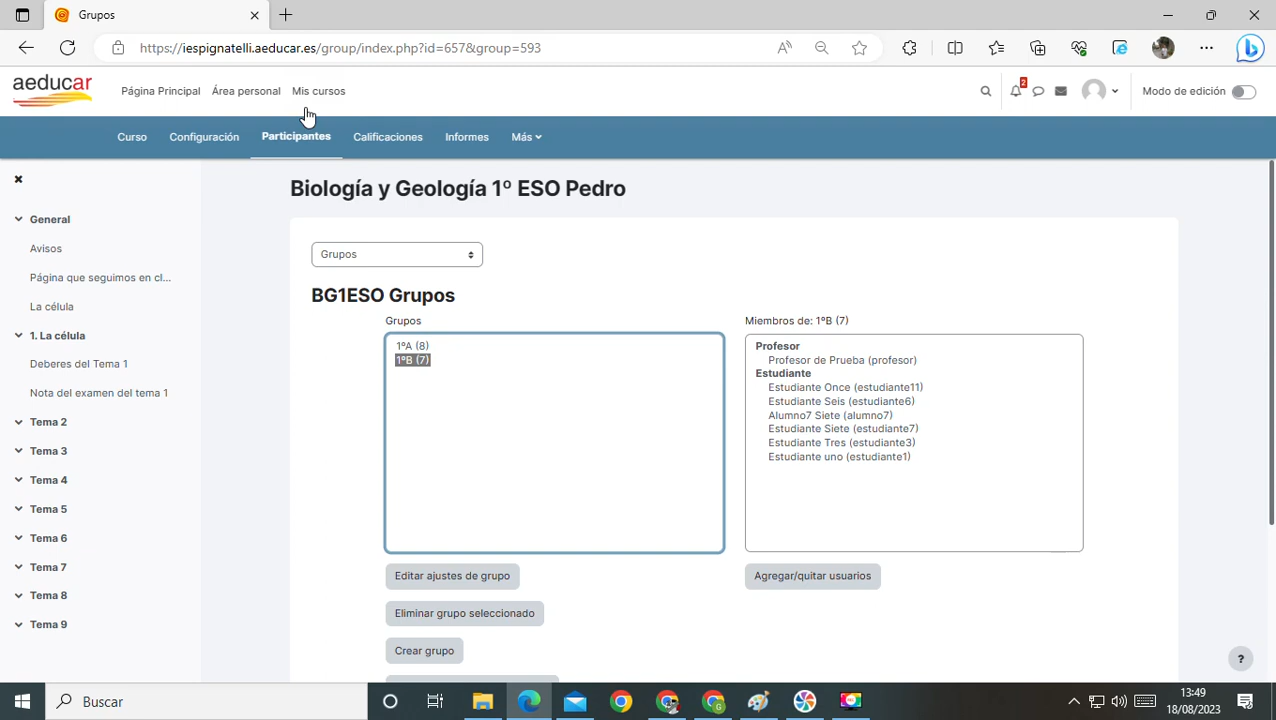 Grupos
https://iespignatelli.aeducar.es/group/index.php?id=657&group=593
aeducar
Página Principal Área personal Mis cursos
2
Modo de edición
Curso Configuración Participantes Calificaciones Informes Más
General
Avisos
Página que seguimos en cl...
La célula
1. La célula
Deberes del Tema 1
Nota del examen del tema 1
Tema 2
Tema 3
Tema 4
Tema 5
Tema 6
Tema 7
Tema 8
Tema 9
Biología y Geología 1º ESO Pedro
Grupos
BG1ESO Grupos
Grupos
1ºA (8)
1ºB (7)
Editar ajustes de grupo
Eliminar grupo seleccionado
Crear grupo
Miembros de: 1ºB (7)
Profesor
Profesor de Prueba (profesor)
Estudiante
Estudiante Once (estudiante11)
Estudiante Seis (estudiante6)
Alumno7 Siete (alumno7)
Estudiante Siete (estudiante7)
Estudiante Tres (estudiante3)
Estudiante uno (estudiante1)
Agregar/quitar usuarios
?
Buscar
13:49
18/08/2023